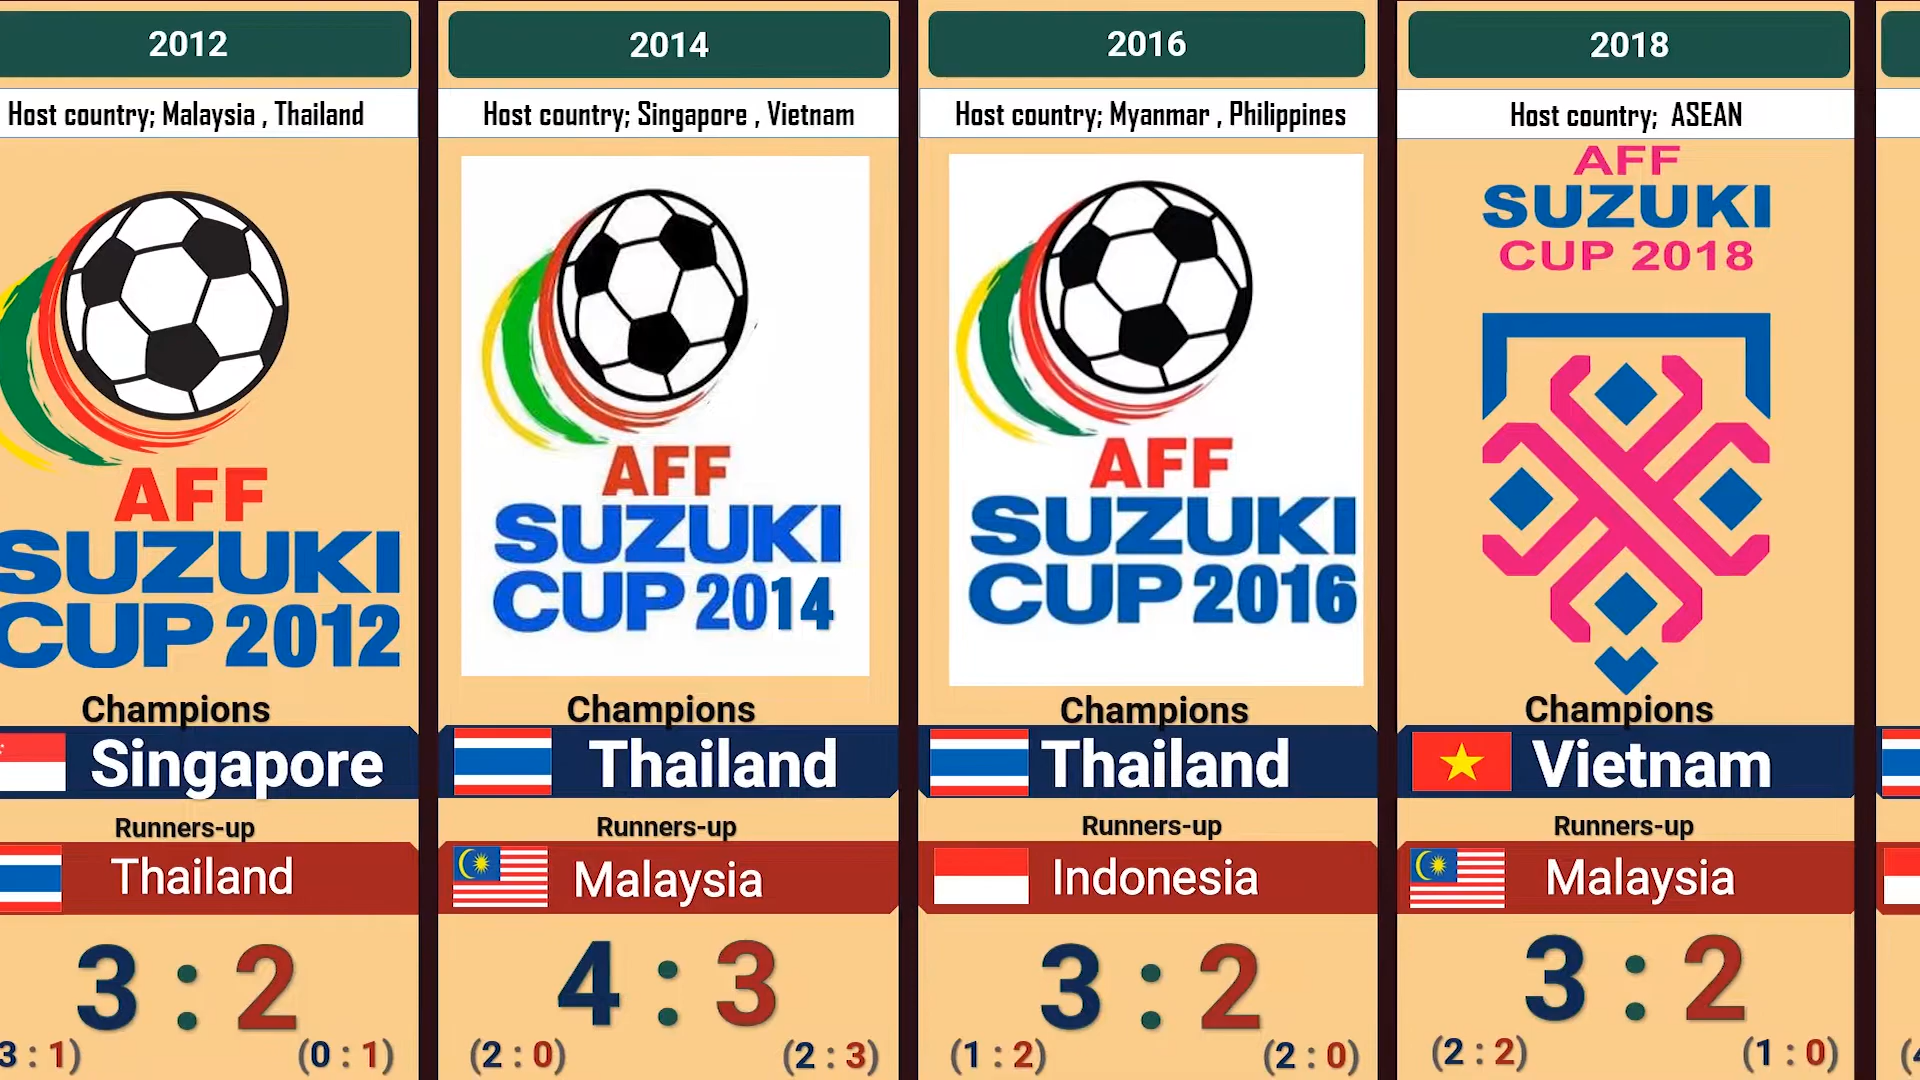 2012
Host country; Malaysia , Thailand
AFF
SUZUKI
CUP 2012
Champions
Singapore
Runners-up
Thailand
3 : 2
3 : 1) (0 : 1)
2014
Host country; Singapore , Vietnam
AFF
SUZUKI
CUP 2014
Champions
Thailand
Runners-up
Malaysia
4 : 3
(2 : 0) (2 : 3)
2016
Host country; Myanmar , Philippines
AFF
SUZUKI
CUP 2016
Champions
Thailand
Runners-up
Indonesia
3 : 2
(1 : 2) (2 : 0)
2018
Host country; ASEAN
AFF
SUZUKI
CUP 2018
Champions
Vietnam
Runners-up
Malaysia
3 : 2
(2 : 2) (1 : 0)